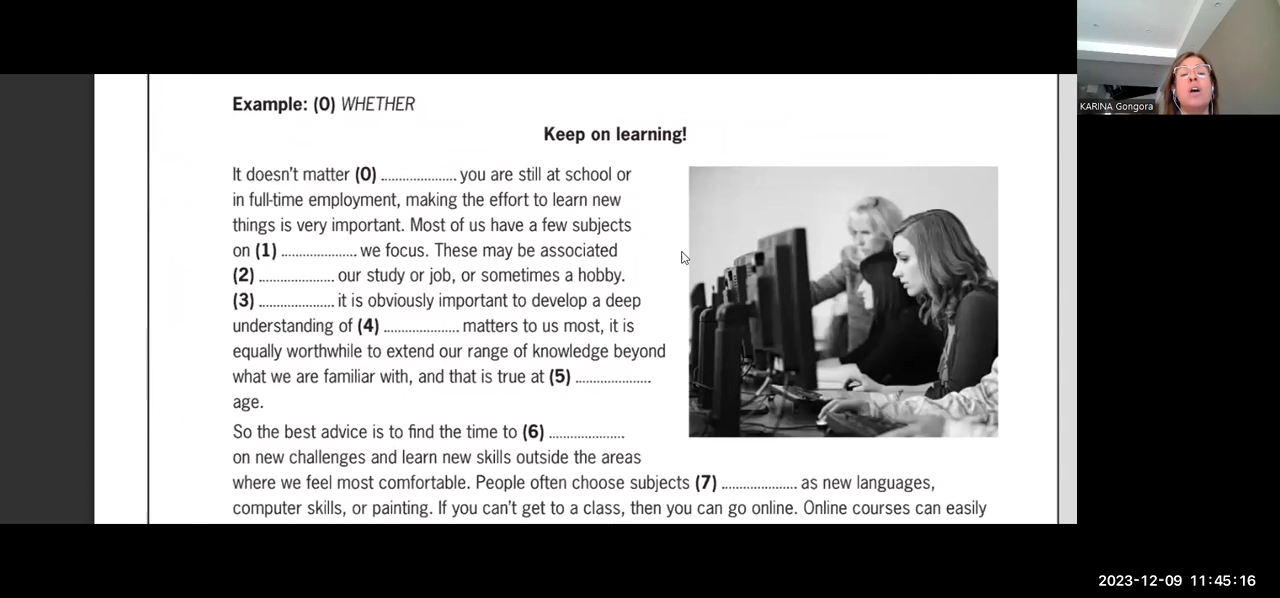 Example: (0) WHETHER
Keep on learning!
It doesn't matter (0) ..................... you are still at school or
in full-time employment, making the effort to learn new
things is very important. Most of us have a few subjects
on (1) ..................... we focus. These may be associated
(2) ..................... our study or job, or sometimes a hobby.
(3) ..................... it is obviously important to develop a deep
understanding of (4) ..................... matters to us most, it is
equally worthwhile to extend our range of knowledge beyond
what we are familiar with, and that is true at (5) .....................
age.
So the best advice is to find the time to (6) .....................
on new challenges and learn new skills outside the areas
where we feel most comfortable. People often choose subjects (7) ..................... as new languages,
computer skills, or painting. If you can't get to a class, then you can go online. Online courses can easily
KARINA Gongora
2023-12-09 11:45:16